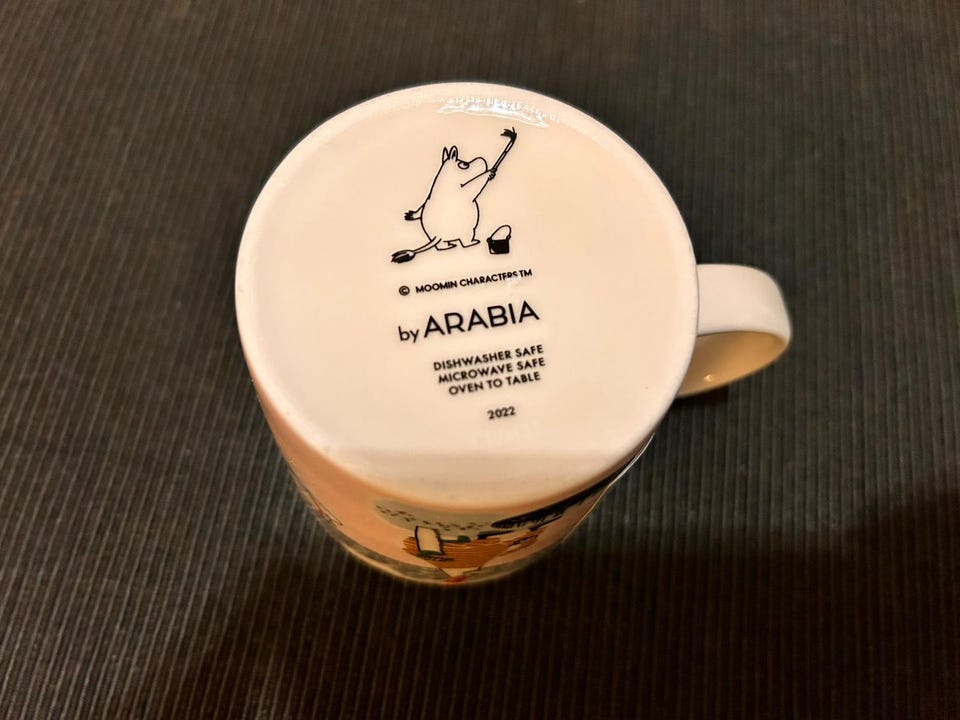 © MOOMIN CHARACTERS TM
by ARABIA
DISHWASHER SAFE
MICROWAVE SAFE
OVEN TO TABLE
2022